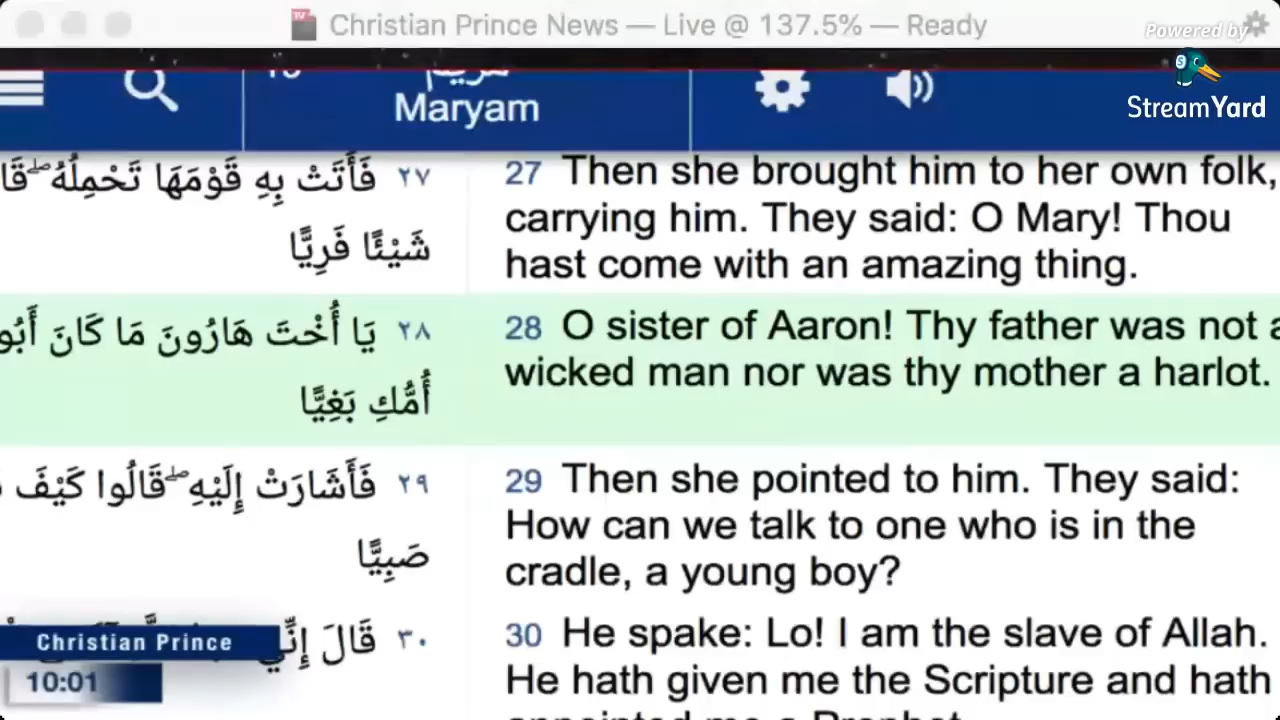 Christian Prince News — Live @ 137.5% — Ready
Powered by
StreamYard
مريم
Maryam
٢٧ فَأَتَتْ بِهِ قَوْمَهَا تَحْمِلُهُ ۖ قَا
شَيْئًا فَرِيًّا
27 Then she brought him to her own folk,
carrying him. They said: O Mary! Thou
hast come with an amazing thing.
٢٨ يَا أُخْتَ هَارُونَ مَا كَانَ أَبُو
أُمُّكِ بَغِيًّا
28 O sister of Aaron! Thy father was not a
wicked man nor was thy mother a harlot.
٢٩ فَأَشَارَتْ إِلَيْهِ ۖ قَالُوا كَيْفَ
صَبِيًّا
29 Then she pointed to him. They said:
How can we talk to one who is in the
cradle, a young boy?
٣٠ قَالَ إِنِّي
30 He spake: Lo! I am the slave of Allah.
He hath given me the Scripture and hath
appointed me a Prophet
Christian Prince
10:01